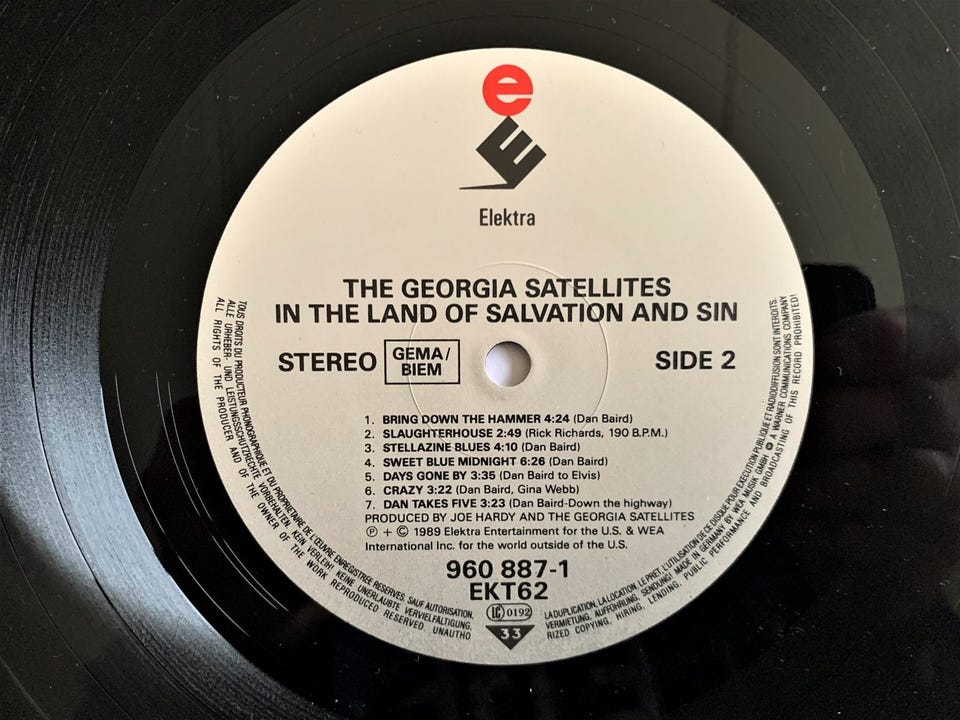 e
E
Elektra
THE GEORGIA SATELLITES
IN THE LAND OF SALVATION AND SIN
STEREO GEMA/ BIEM SIDE 2
1. BRING DOWN THE HAMMER 4:24 (Dan Baird)
2. SLAUGHTERHOUSE 2:49 (Rick Richards, 190 B.P.M.)
3. STELLAZINE BLUES 4:10 (Dan Baird)
4. SWEET BLUE MIDNIGHT 6:26 (Dan Baird)
5. DAYS GONE BY 3:35 (Dan Baird to Elvis)
6. CRAZY 3:22 (Dan Baird, Gina Webb)
7. DAN TAKES FIVE 3:23 (Dan Baird-Down the highway)
PRODUCED BY JOE HARDY AND THE GEORGIA SATELLITES
Ⓟ + © 1989 Elektra Entertainment for the U.S. & WEA
International Inc. for the world outside of the U.S.
960 887-1
EKT62
LC 0192
33
TOUS DROITS DU PRODUCTEUR PHONOGRAPHIQUE ET DU PROPRIETAIRE DE L'ŒUVRE ENREGISTREE RESERVES. SAUF AUTORISATION,
LA DUPLICATION, LA LOCATION, LE PRET, L'UTILISATION DE CE DISQUE POUR EXECUTION PUBLIQUE ET RADIODIFFUSION SONT INTERDITS.
ALLE URHEBER- UND LEISTUNGSSCHUTZRECHTE VORBEHALTEN. KEIN VERLEIH! KEINE UNERLAUBTE VERVIELFÄLTIGUNG,
VERMIETUNG, AUFFÜHRUNG, SENDUNG! MADE IN GERMANY BY WEA MUSIK GMBH A WARNER COMMUNICATIONS COMPANY
ALL RIGHTS OF THE PRODUCER AND OF THE OWNER OF THE WORK REPRODUCED RESERVED. UNAUTHO
RIZED COPYING, HIRING, LENDING, PUBLIC PERFORMANCE AND BROADCASTING OF THIS RECORD PROHIBITED!